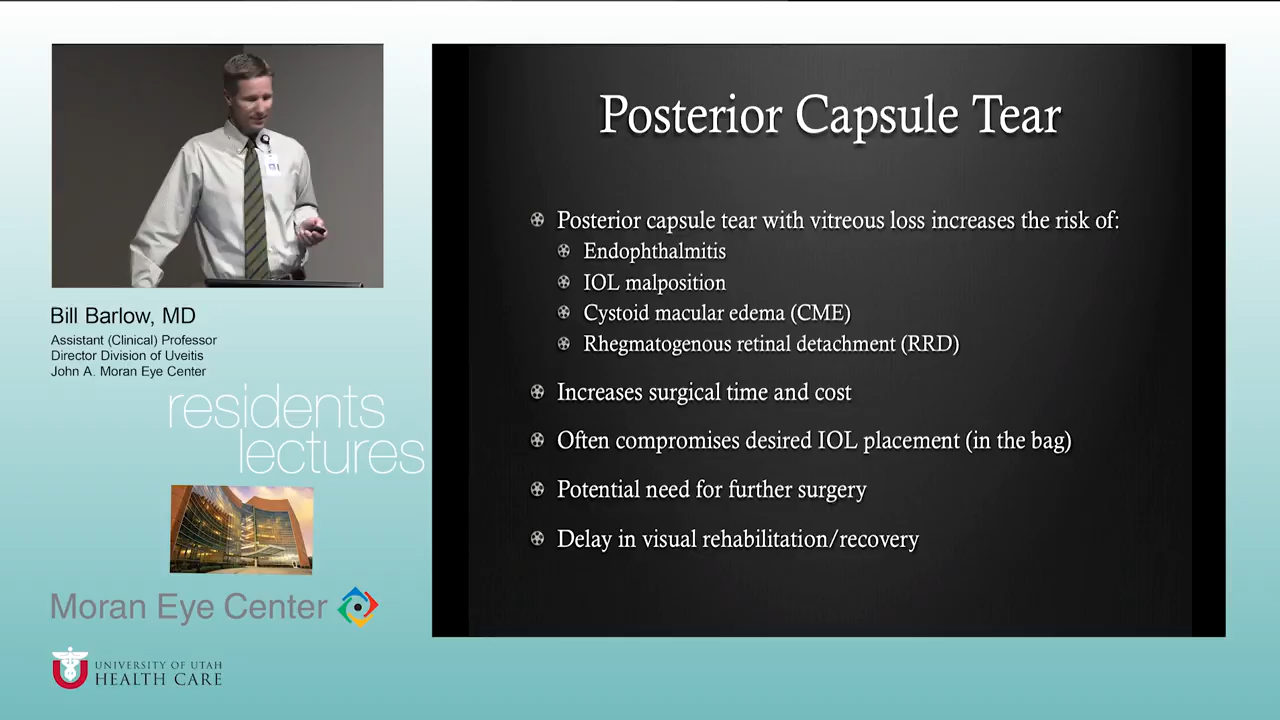 Posterior Capsule Tear
Posterior capsule tear with vitreous loss increases the risk of:
Endophthalmitis
IOL malposition
Cystoid macular edema (CME)
Rhegmatogenous retinal detachment (RRD)
Increases surgical time and cost
Often compromises desired IOL placement (in the bag)
Potential need for further surgery
Delay in visual rehabilitation/recovery
Bill Barlow, MD
Assistant (Clinical) Professor
Director Division of Uveitis
John A. Moran Eye Center
residents
lectures
Moran Eye Center
UNIVERSITY OF UTAH
HEALTH CARE